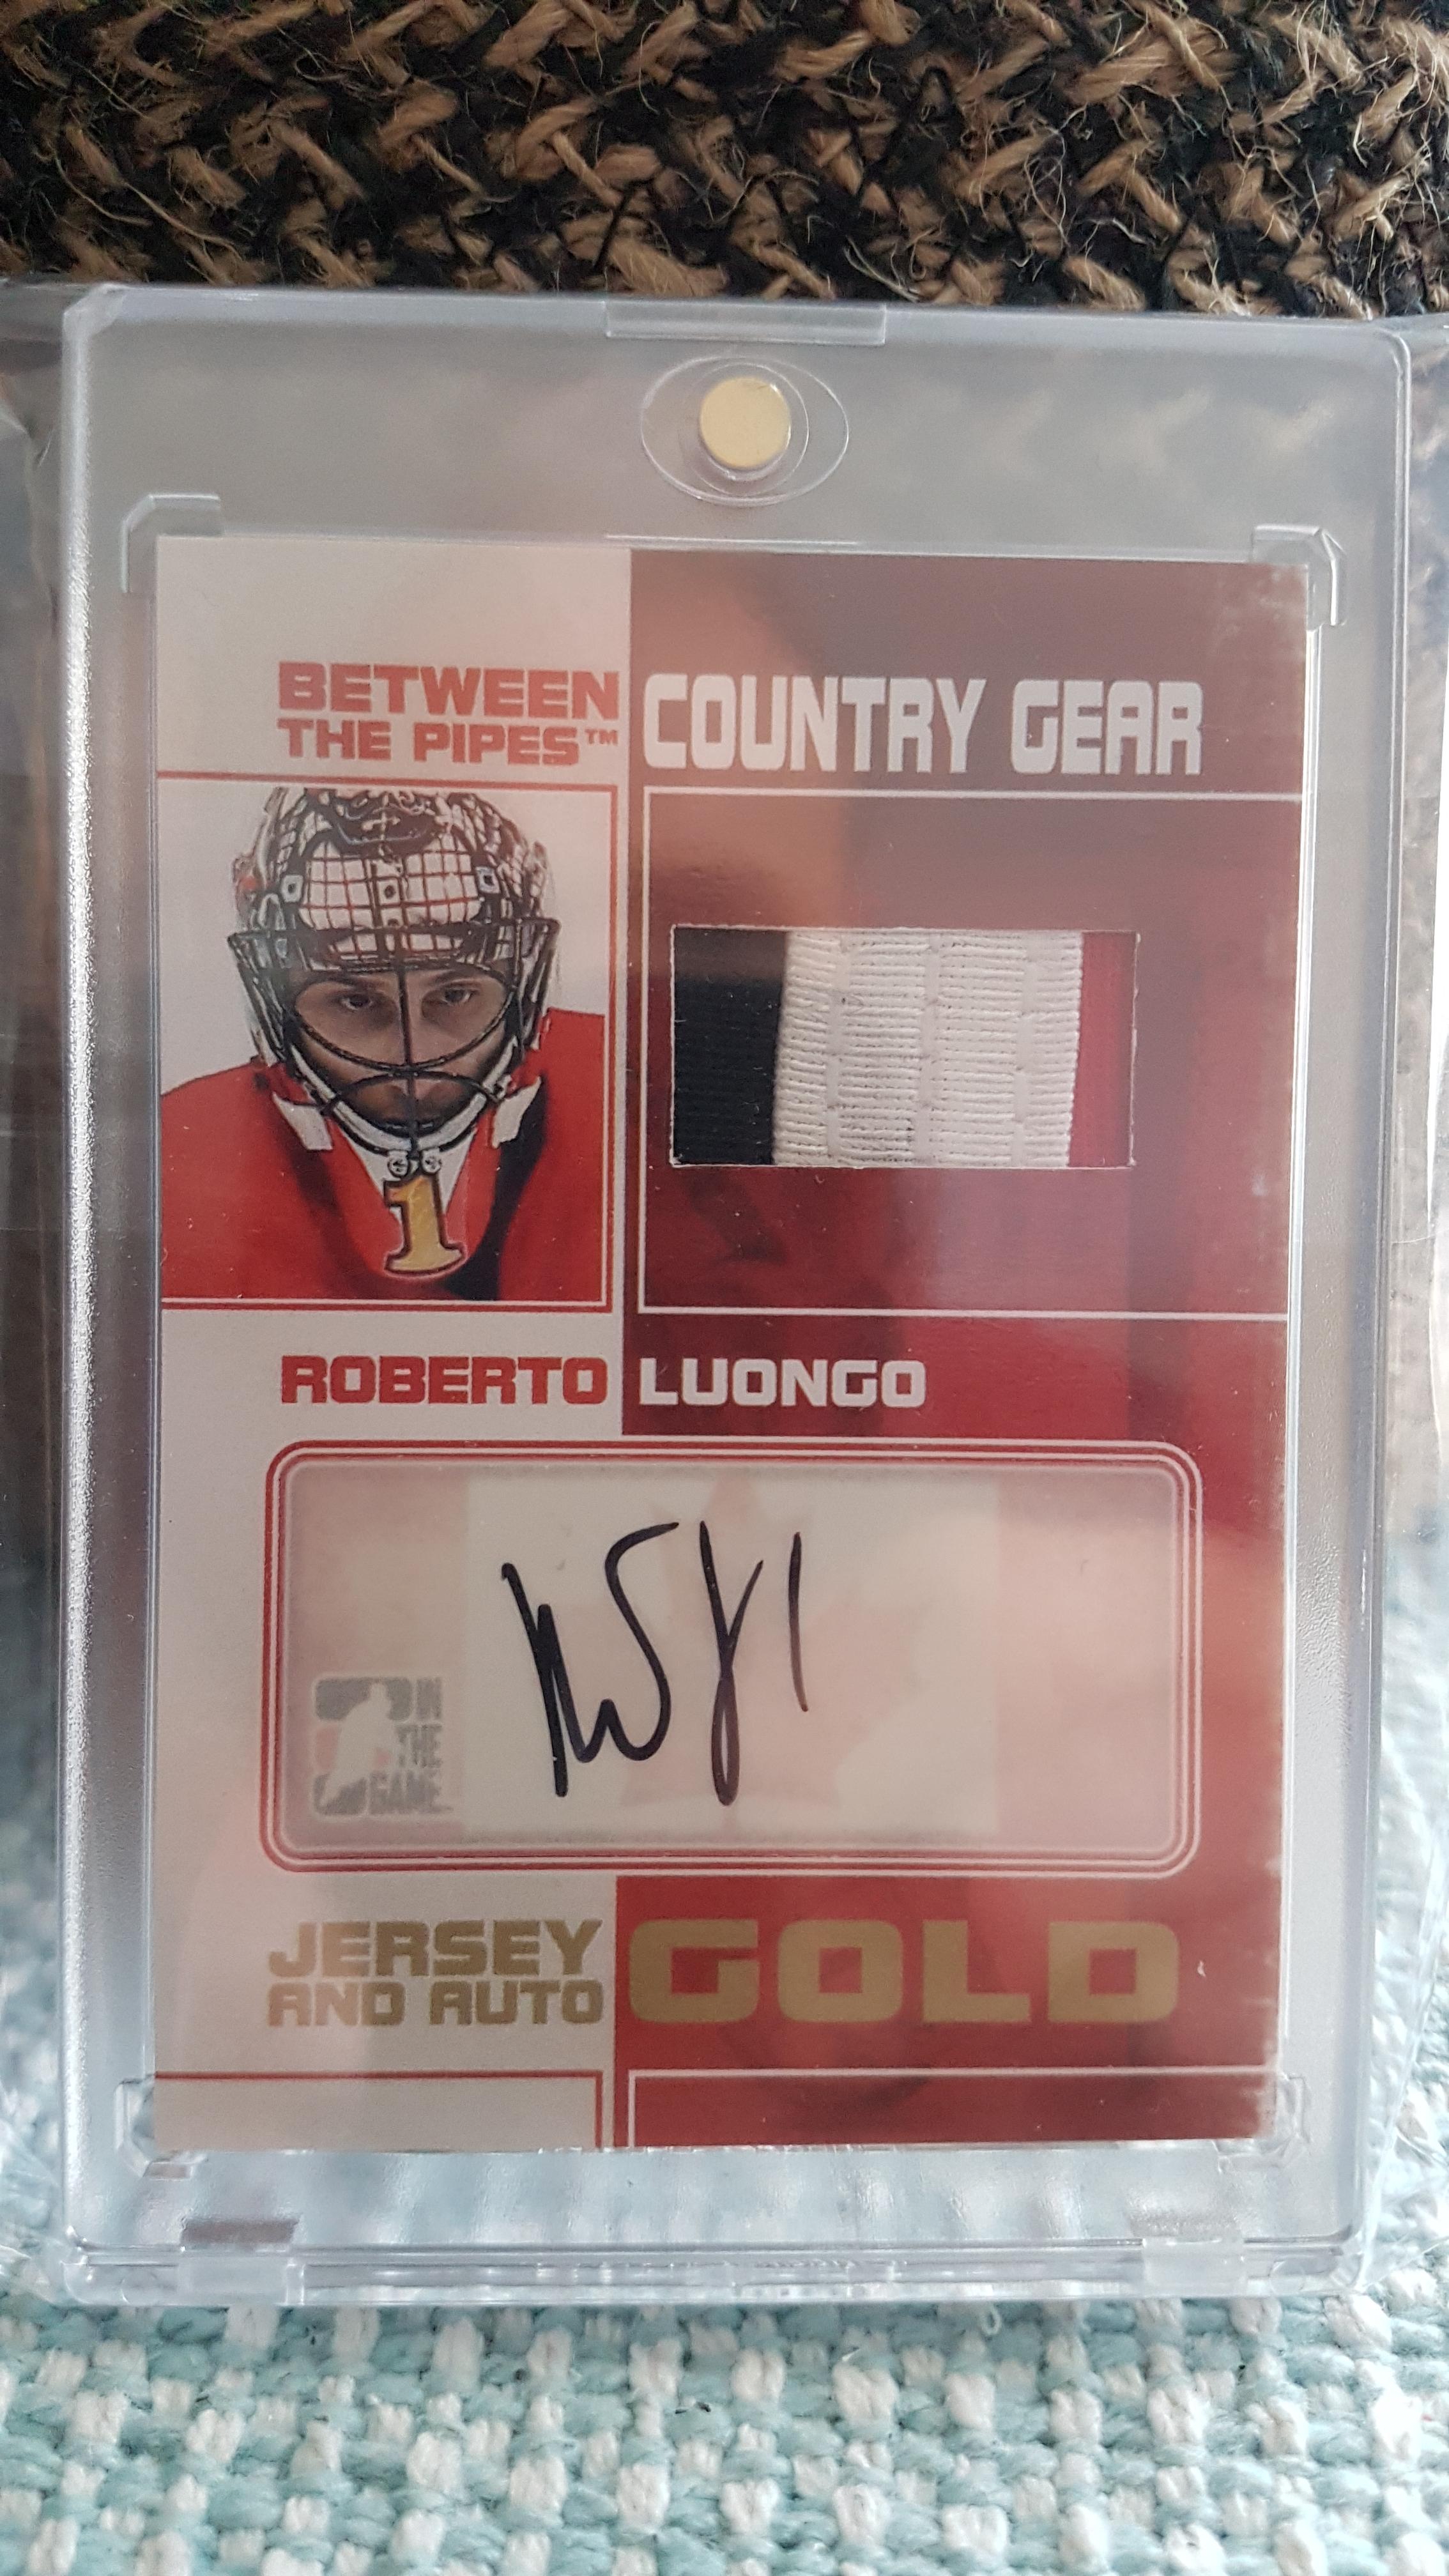 BETWEEN
THE PIPES™
COUNTRY GEAR
1
ROBERTO LUONGO
IN
THE
GAME
JERSEY
AND AUTO
GOLD